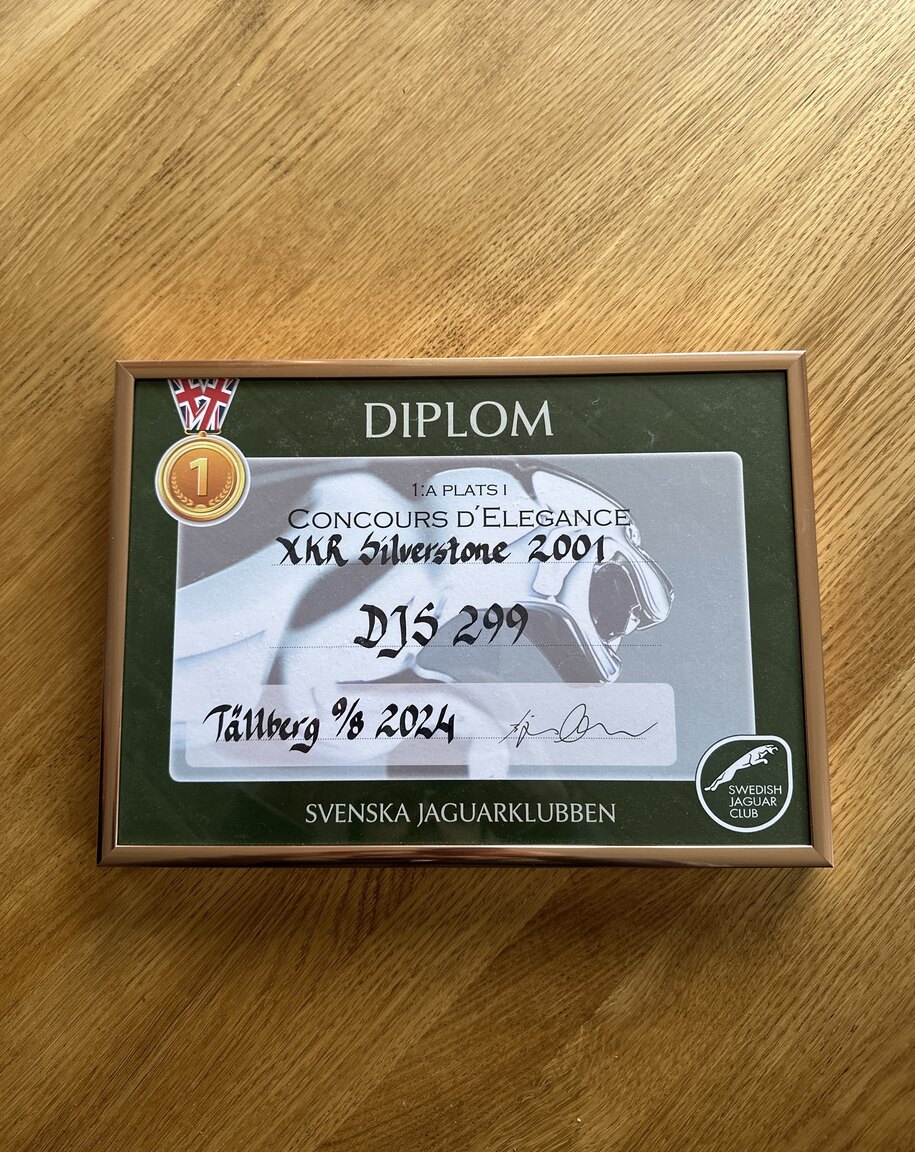 DIPLOM
1
1:A PLATS I
CONCOURS D'ELEGANCE
XKR Silverstone 2001
DJS 299
Tällberg 9/8 2024
SWEDISH
JAGUAR
CLUB
SVENSKA JAGUARKLUBBEN